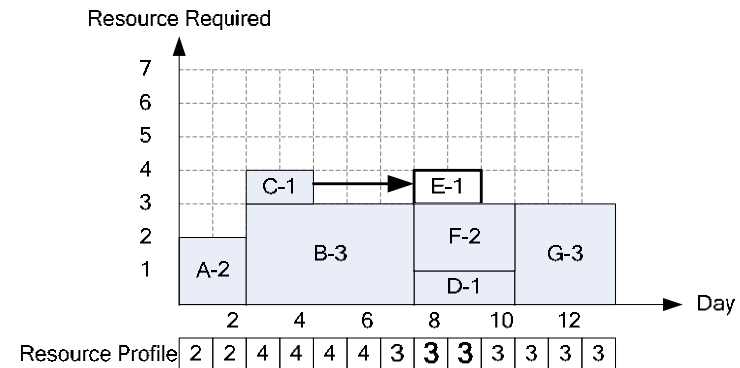 Resource Required
7
6
5
4
3
2
1
C-1
E-1
A-2
B-3
F-2
D-1
G-3
Day
2 4 6 8 10 12
Resource Profile 2 2 4 4 4 4 3 3 3 3 3 3 3